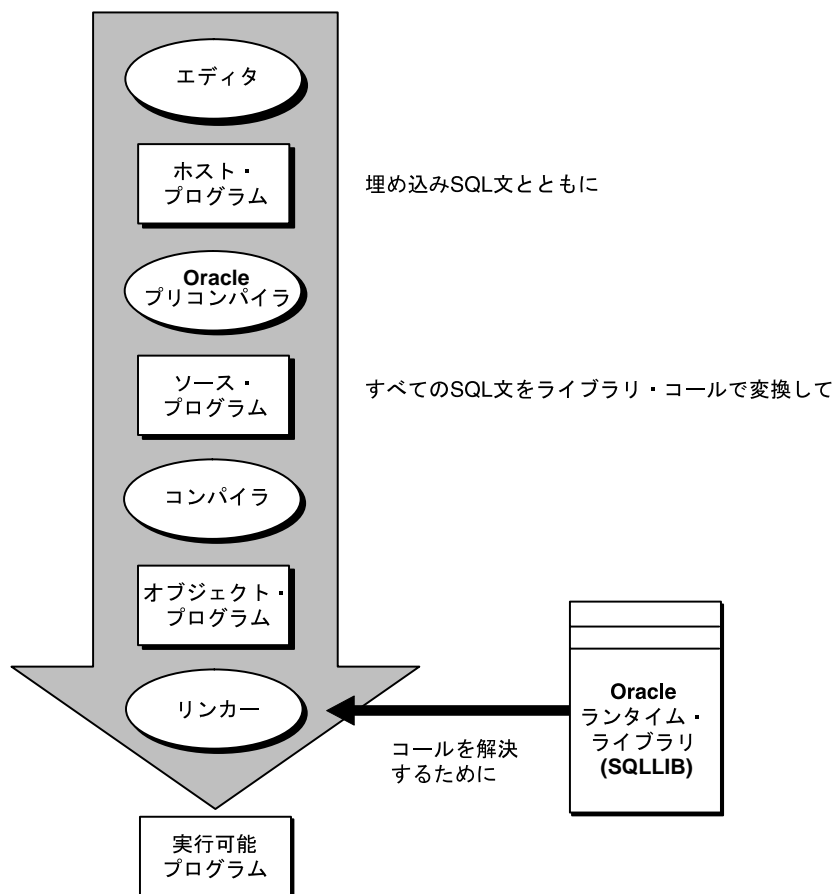 エディタ
ホスト・
プログラム
埋め込みSQL文とともに
Oracle
プリコンパイラ
ソース・
プログラム
すべてのSQL文をライブラリ・コールで変換して
コンパイラ
オブジェクト・
プログラム
リンカー
コールを解決
するために
Oracle
ランタイム・
ライブラリ
(SQLLIB)
実行可能
プログラム